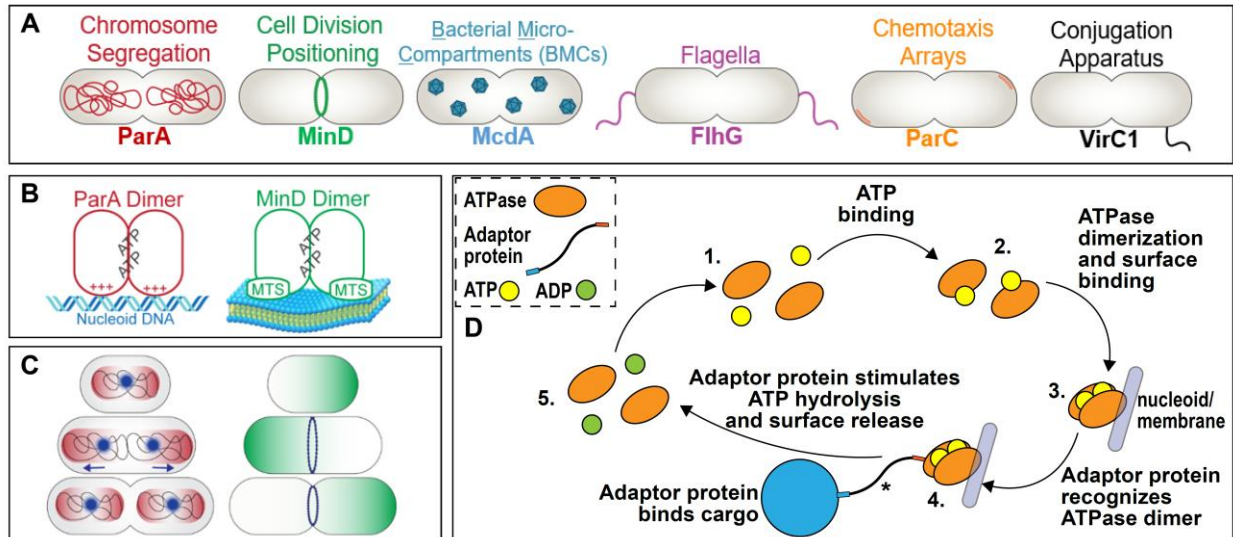 A
Chromosome
Segregation
ParA
Cell Division
Positioning
MinD
Bacterial Micro-
Compartments (BMCs)
McdA
Flagella
FlhG
Chemotaxis
Arrays
ParC
Conjugation
Apparatus
VirC1
B
ParA Dimer
ATP
ATP
+++ +++
Nucleoid DNA
MinD Dimer
ATP
ATP
MTS MTS
C
D
ATPase
Adaptor
protein
ATP ADP
1.
ATP
binding
2.
ATPase
dimerization
and surface
binding
3.
nucleoid/
membrane
Adaptor protein
recognizes
ATPase dimer
4.
*
Adaptor protein
binds cargo
Adaptor protein stimulates
ATP hydrolysis
and surface release
5.